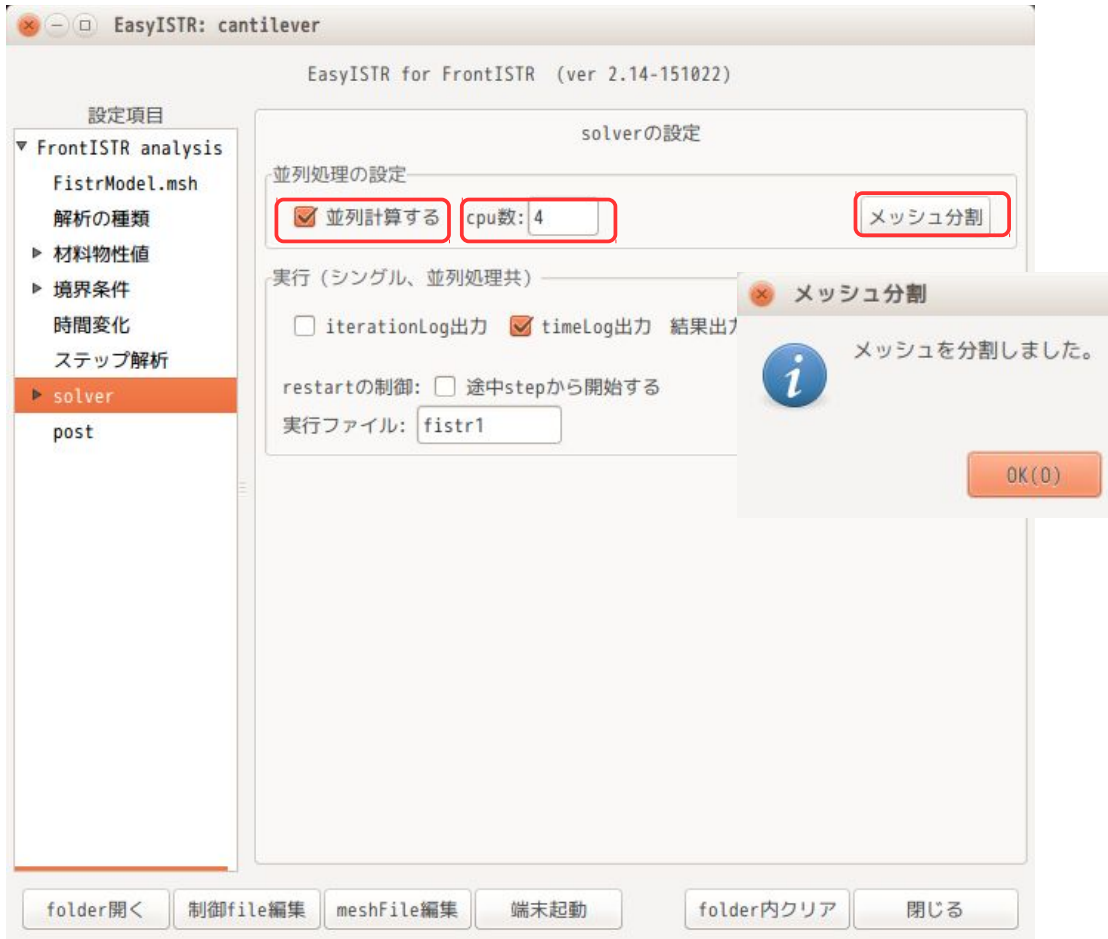 EasyISTR: cantilever
EasyISTR for FrontISTR (ver 2.14-151022)
設定項目
FrontISTR analysis
FistrModel.msh
解析の種類
材料物性値
境界条件
時間変化
ステップ解析
solver
post
solverの設定
並列処理の設定
並列計算する cpu数: 4 メッシュ分割
実行 (シングル、並列処理共)
iterationLog出力 timeLog出力 結果出力
restartの制御: 途中stepから開始する
実行ファイル: fistr1
メッシュ分割
メッシュを分割しました。
OK(O)
folder開く 制御file編集 meshFile編集 端末起動 folder内クリア 閉じる